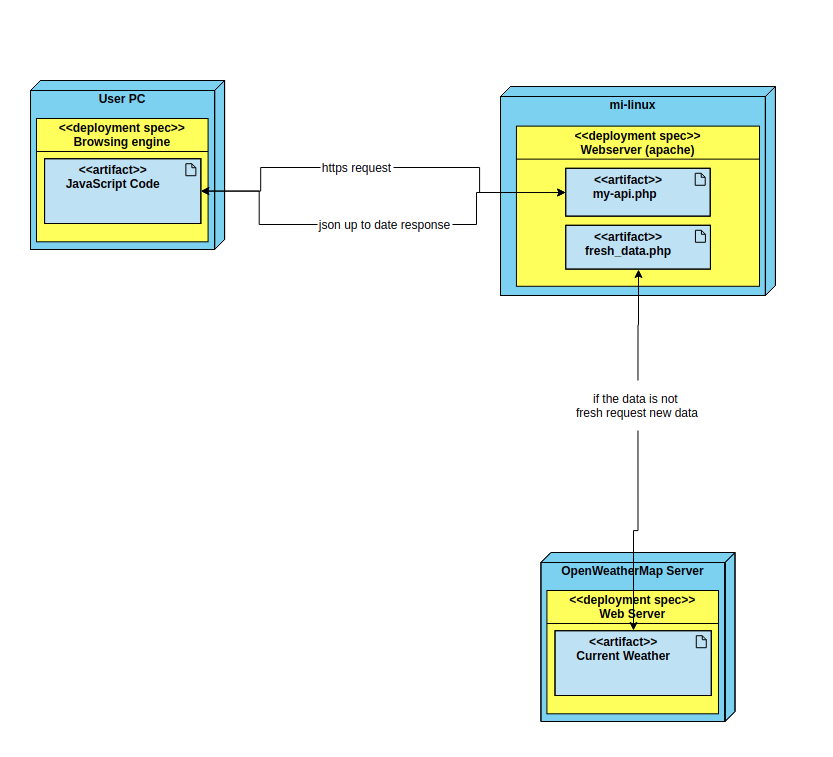 User PC
<<deployment spec>>
Browsing engine
<<artifact>>
JavaScript Code
https request
json up to date response
mi-linux
<<deployment spec>>
Webserver (apache)
<<artifact>>
my-api.php
<<artifact>>
fresh_data.php
if the data is not
fresh request new data
OpenWeatherMap Server
<<deployment spec>>
Web Server
<<artifact>>
Current Weather